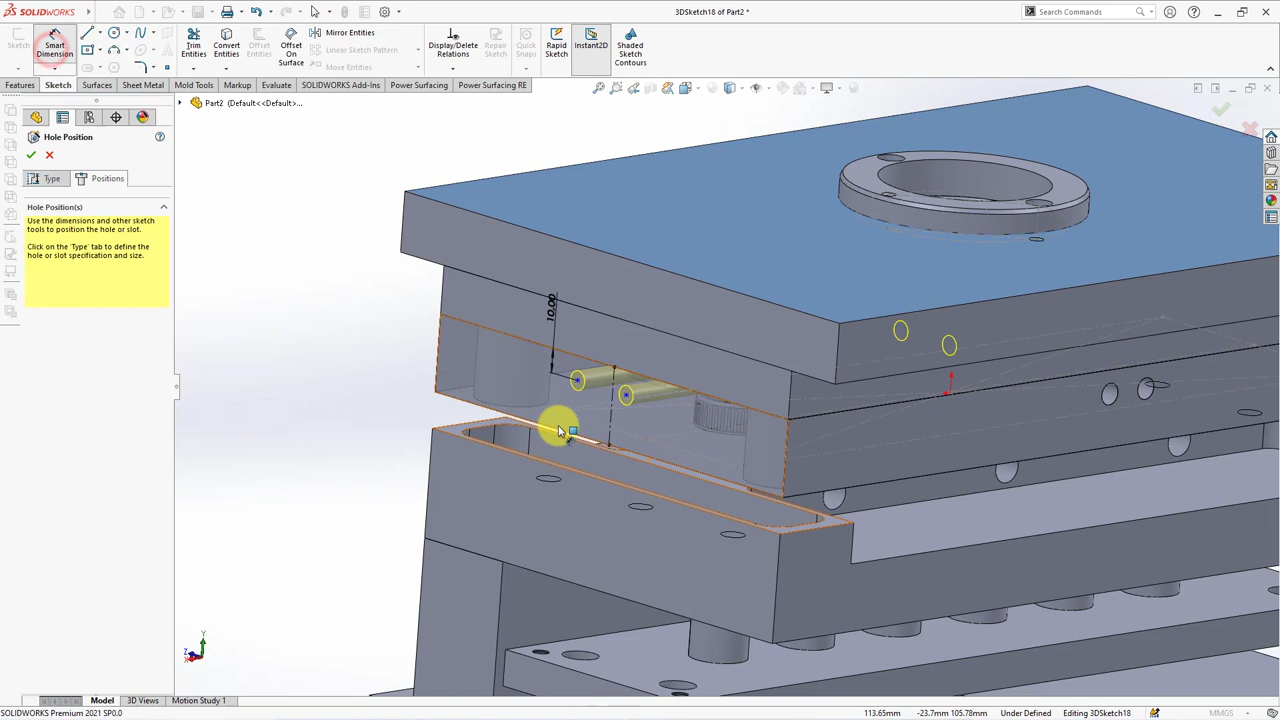 SOLIDWORKS
3DSketch18 of Part2 *
Search Commands
Sketch
Smart Dimension
Trim Entities
Convert Entities
Offset Entities
Offset On Surface
Mirror Entities
Linear Sketch Pattern
Move Entities
Display/Delete Relations
Repair Sketch
Quick Snaps
Rapid Sketch
Instant2D
Shaded Sketch Contours
Features
Sketch
Markup
Evaluate
Surfaces
Sheet Metal
Mold Tools
SOLIDWORKS Add-Ins
Power Surfacing
Power Surfacing RE
Part2 (Default<<Default>...
Hole Position
Type
Positions
Hole Position(s)
Use the dimensions and other sketch
tools to position the hole or slot.
Click on the 'Type' tab to define the
hole or slot specification and size.
10.00
Y
Z
X
Model
3D Views
Motion Study 1
SOLIDWORKS Premium 2021 SP0.0
113.65mm
-23.7mm 105.78mm
Under Defined
Editing 3DSketch18
MMGS